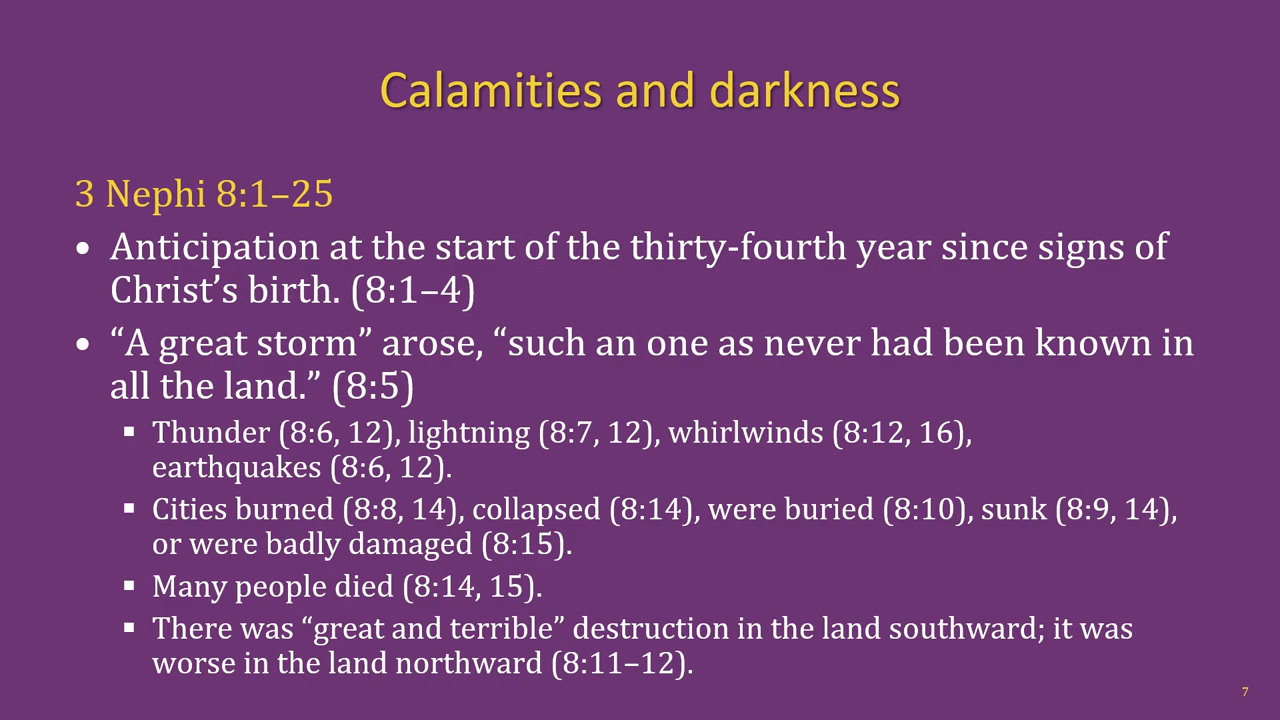 Calamities and darkness
3 Nephi 8:1–25
• Anticipation at the start of the thirty-fourth year since signs of
Christ’s birth. (8:1–4)
• “A great storm” arose, “such an one as never had been known in
all the land.” (8:5)
▪ Thunder (8:6, 12), lightning (8:7, 12), whirlwinds (8:12, 16),
earthquakes (8:6, 12).
▪ Cities burned (8:8, 14), collapsed (8:14), were buried (8:10), sunk (8:9, 14),
or were badly damaged (8:15).
▪ Many people died (8:14, 15).
▪ There was “great and terrible” destruction in the land southward; it was
worse in the land northward (8:11–12).
7